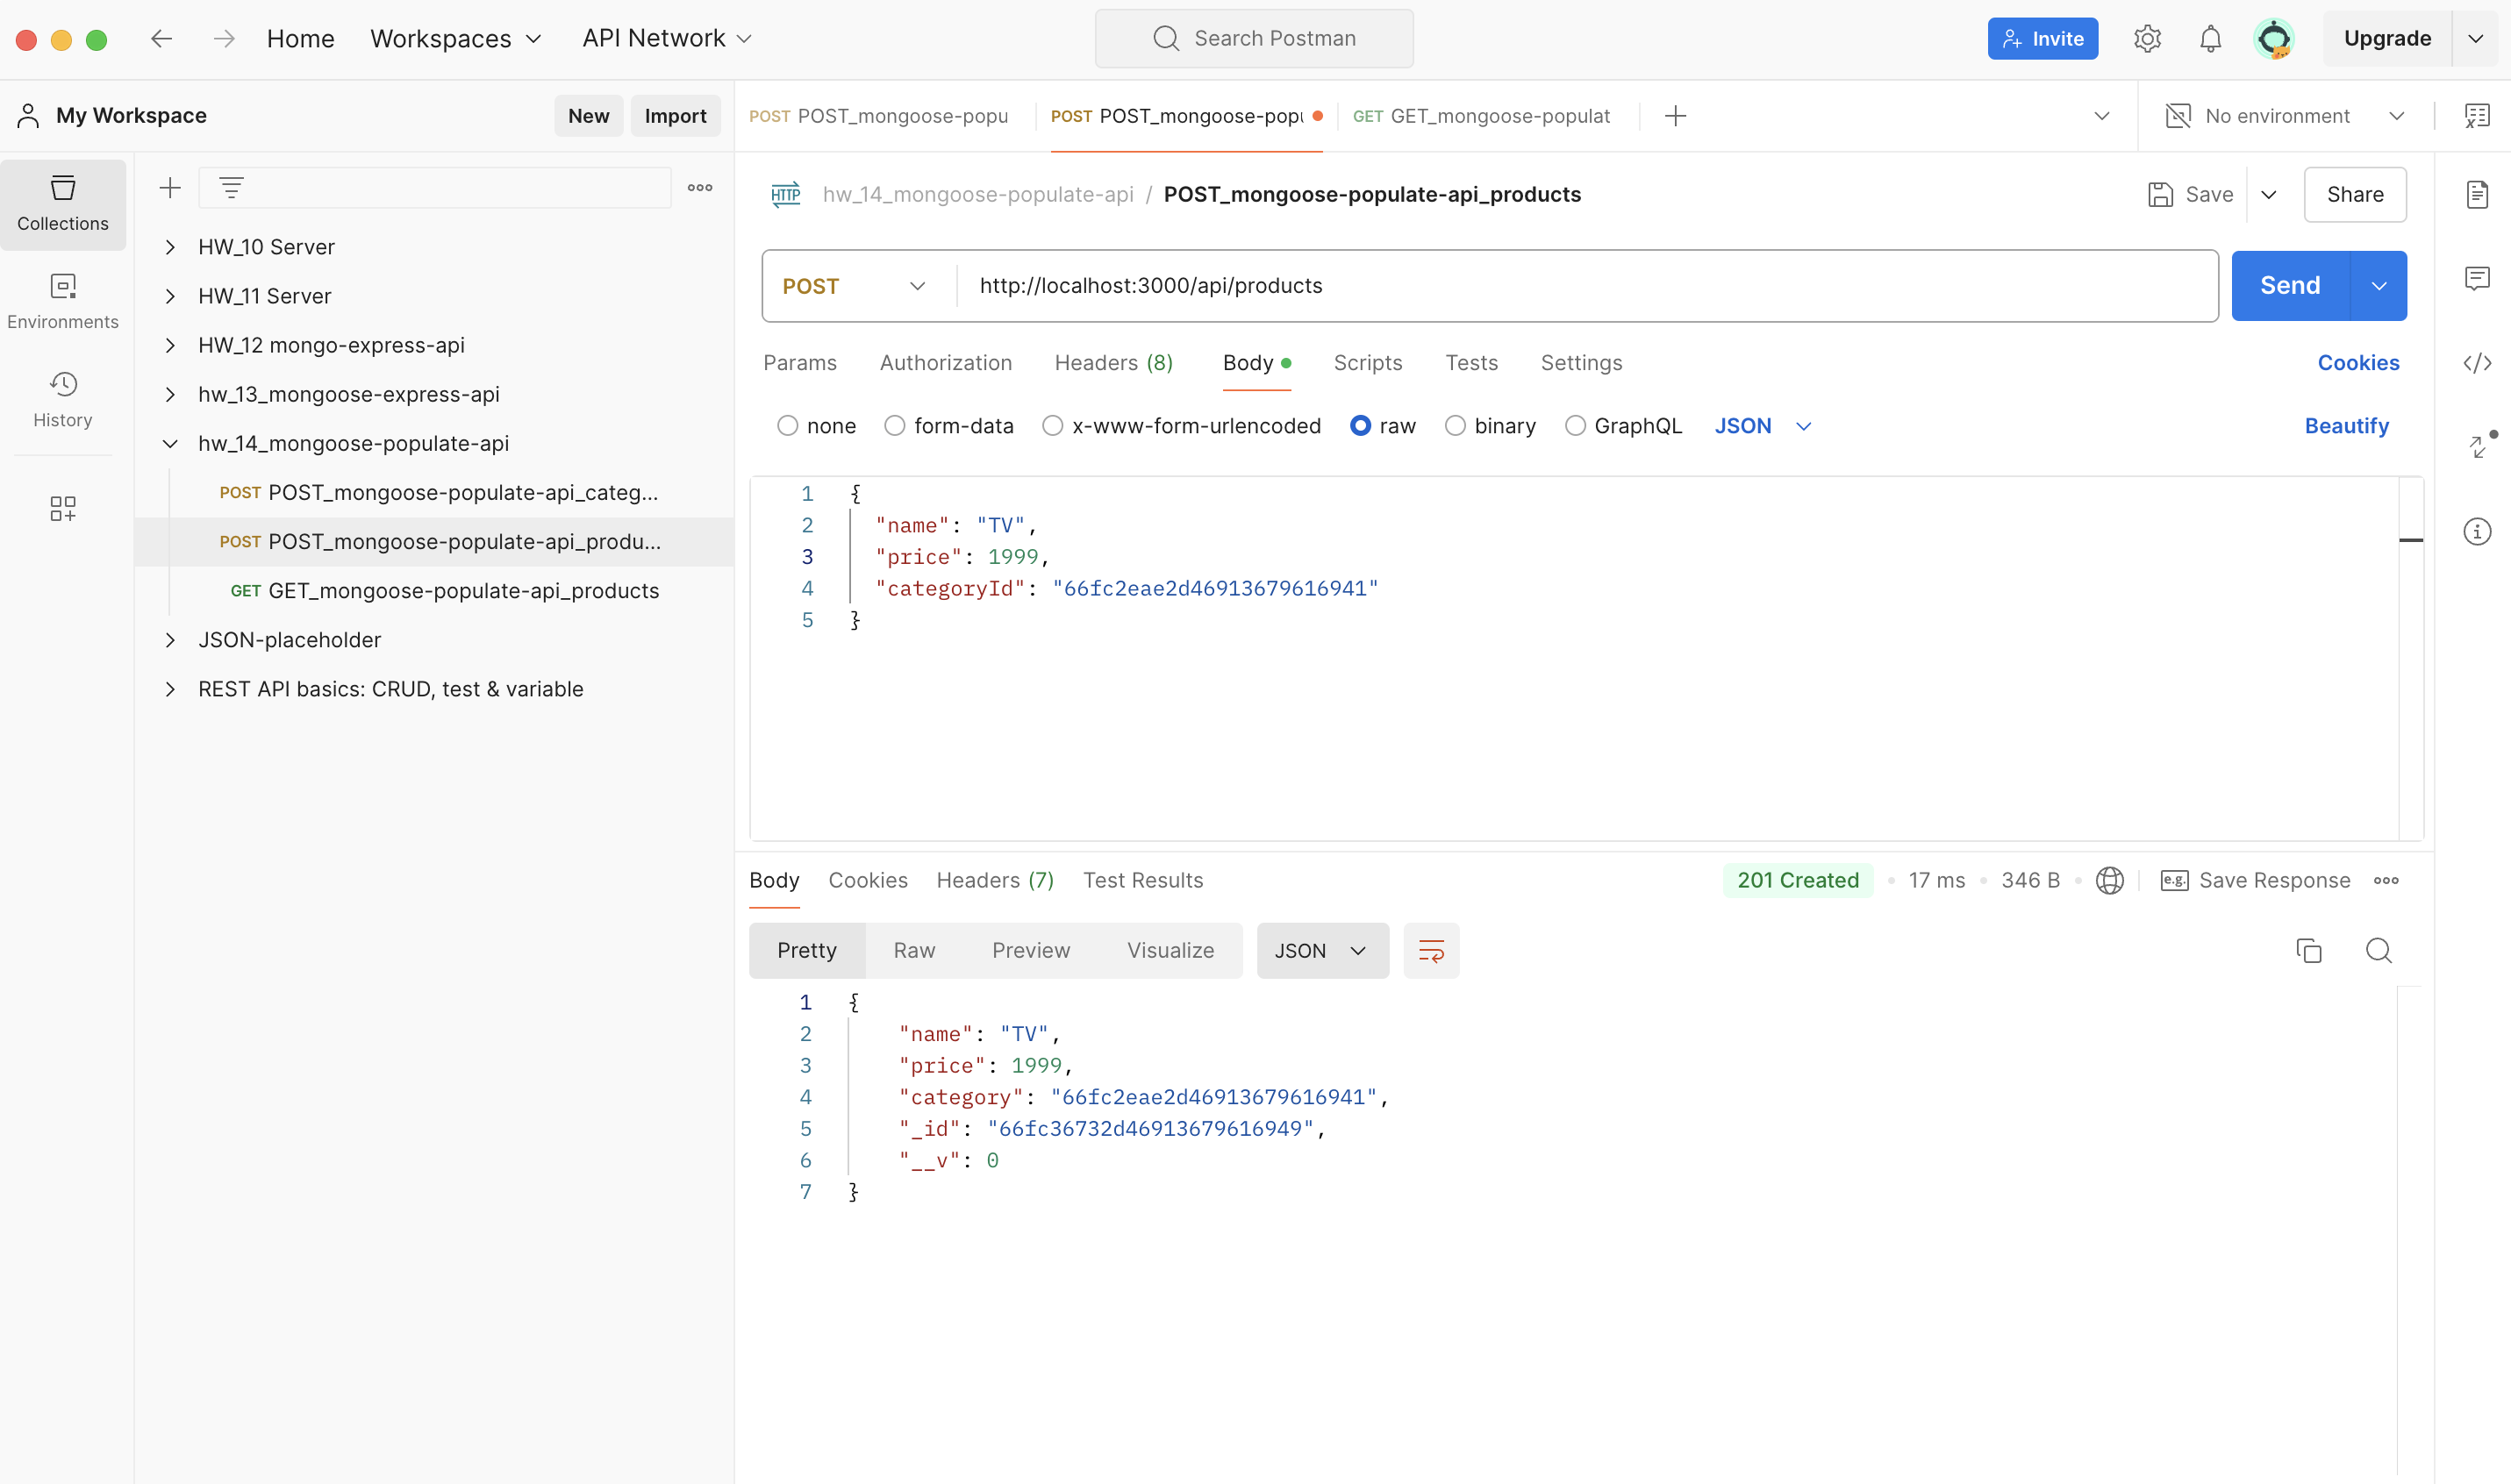 Home Workspaces API Network Search Postman Invite Upgrade
My Workspace New Import
POST POST_mongoose-popu POST POST_mongoose-popu GET GET_mongoose-populat No environment
Collections
Environments
History
HW_10 Server
HW_11 Server
HW_12 mongo-express-api
hw_13_mongoose-express-api
hw_14_mongoose-populate-api
POST POST_mongoose-populate-api_categ...
POST POST_mongoose-populate-api_produ...
GET GET_mongoose-populate-api_products
JSON-placeholder
REST API basics: CRUD, test & variable
HTTP hw_14_mongoose-populate-api / POST_mongoose-populate-api_products Save Share
POST http://localhost:3000/api/products Send
Params Authorization Headers (8) Body Scripts Tests Settings Cookies
none form-data x-www-form-urlencoded raw binary GraphQL JSON Beautify
1 {
2 "name": "TV",
3 "price": 1999,
4 "categoryId": "66fc2eae2d46913679616941"
5 }
Body Cookies Headers (7) Test Results 201 Created 17 ms 346 B e.g. Save Response
Pretty Raw Preview Visualize JSON
1 {
2 "name": "TV",
3 "price": 1999,
4 "category": "66fc2eae2d46913679616941",
5 "_id": "66fc36732d46913679616949",
6 "__v": 0
7 }